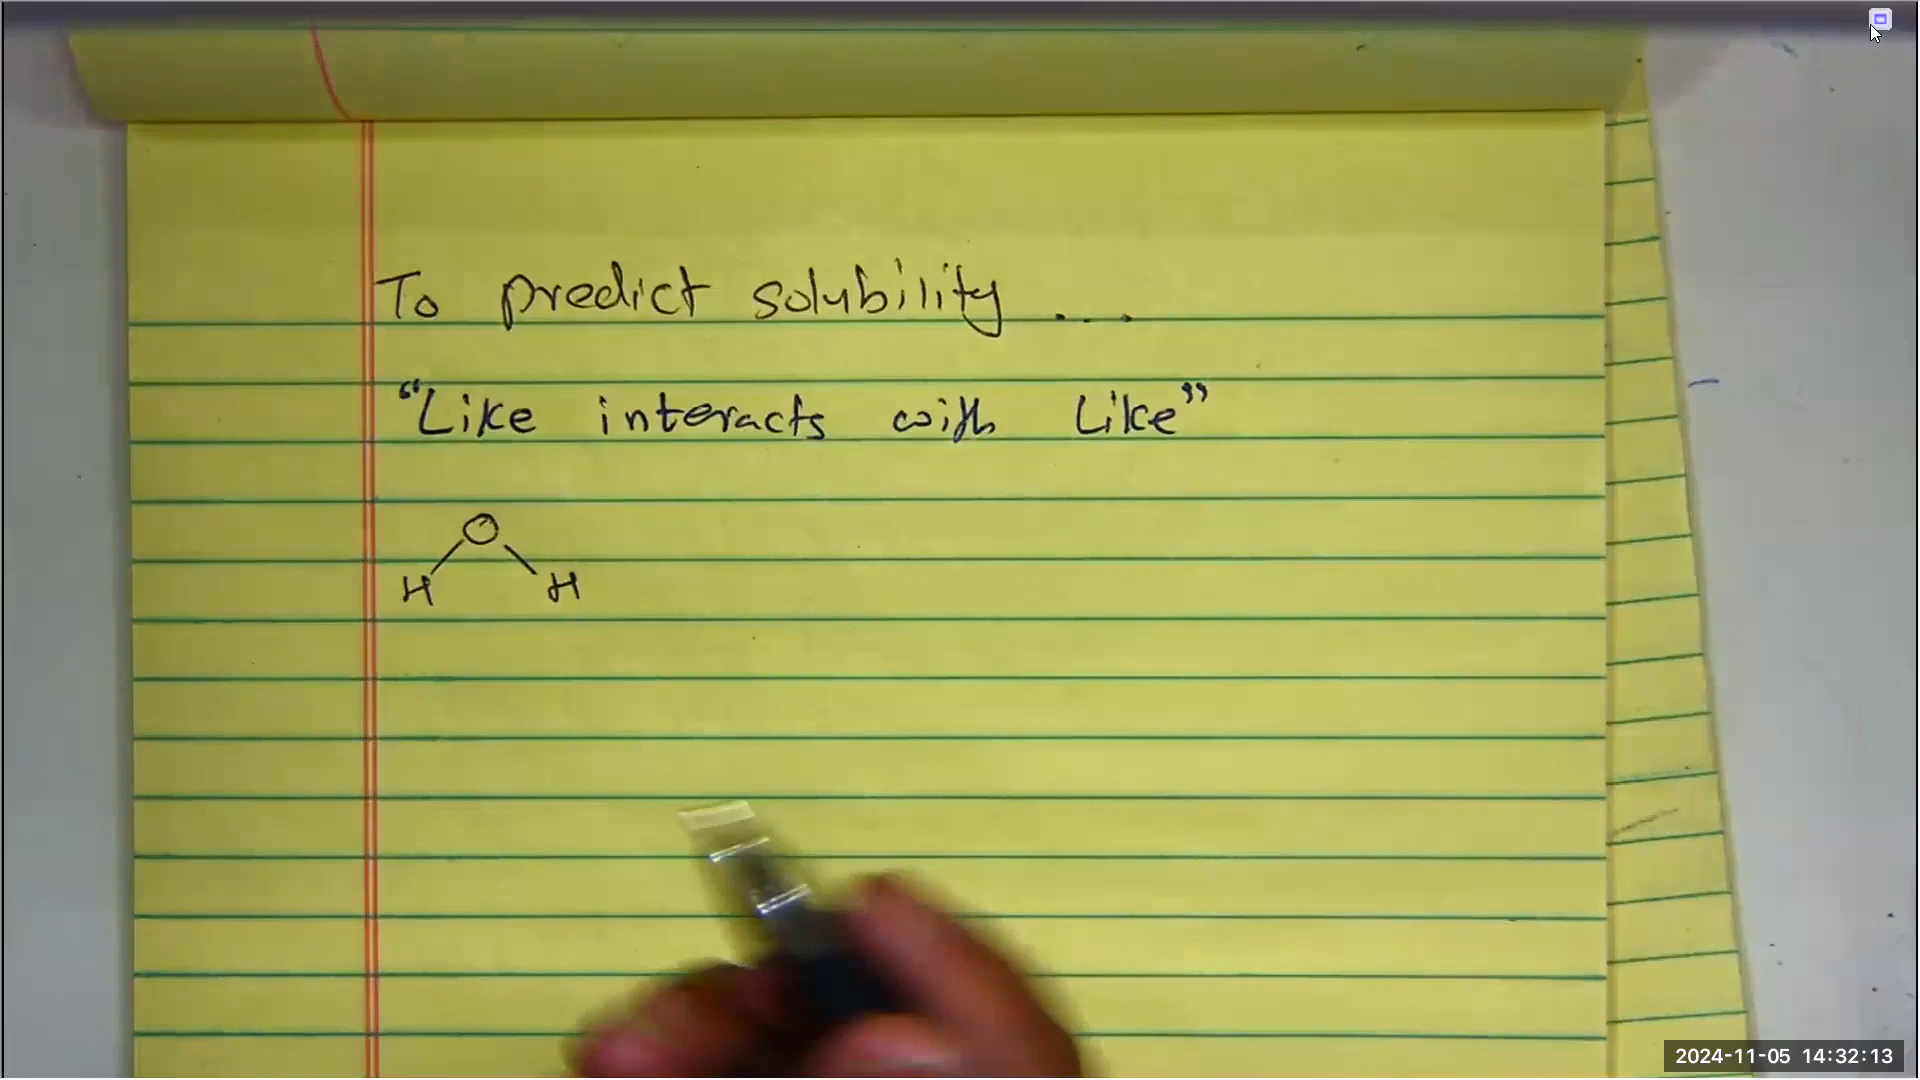 To predict solubility ....
“Like interacts with Like”
O
H H
2024-11-05 14:32:13